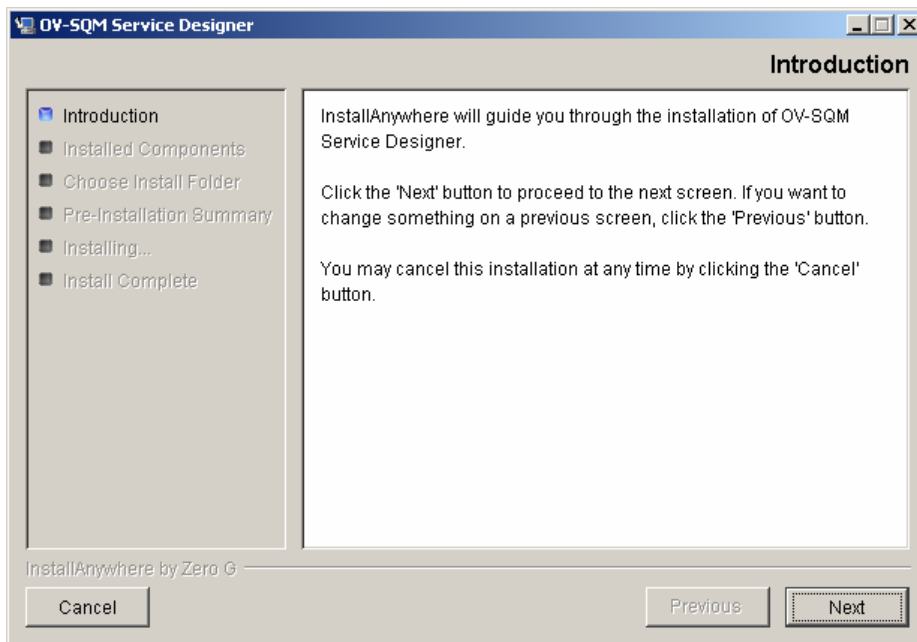 OV-SQM Service Designer
Introduction
Introduction
Installed Components
Choose Install Folder
Pre-Installation Summary
Installing...
Install Complete
InstallAnywhere will guide you through the installation of OV-SQM
Service Designer.
Click the 'Next' button to proceed to the next screen. If you want to
change something on a previous screen, click the 'Previous' button.
You may cancel this installation at any time by clicking the 'Cancel'
button.
InstallAnywhere by Zero G
Cancel
Previous
Next